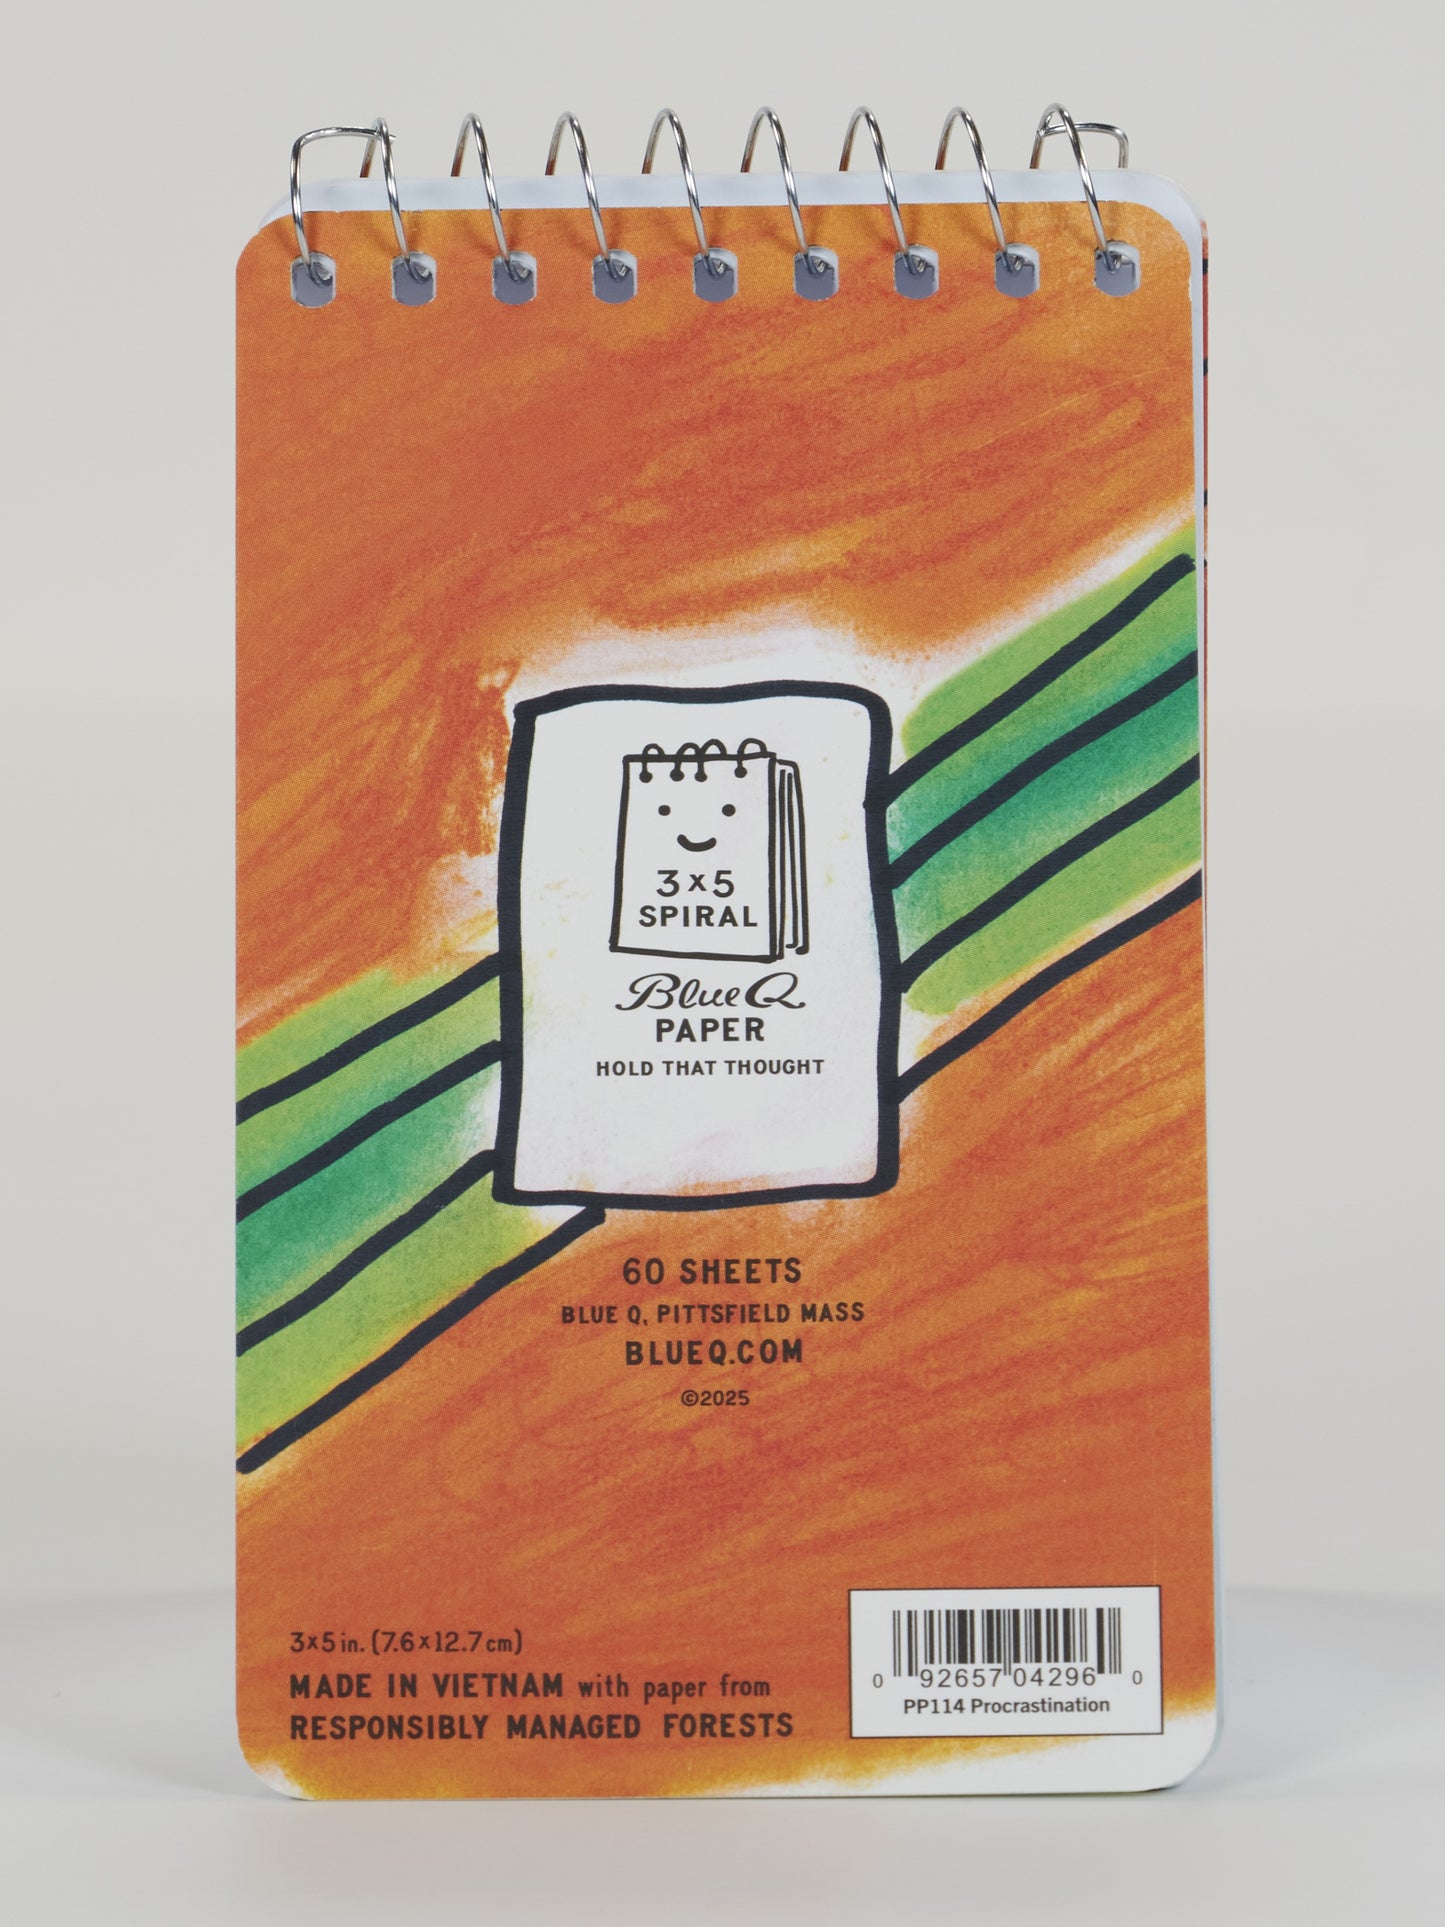 3x5
SPIRAL
Blue Q
PAPER
HOLD THAT THOUGHT
60 SHEETS
BLUE Q, PITTSFIELD MASS
BLUEQ.COM
©2025
3x5 in. (7.6x12.7cm)
MADE IN VIETNAM with paper from
RESPONSIBLY MANAGED FORESTS
0 92657 04296 0
PP114 Procrastination